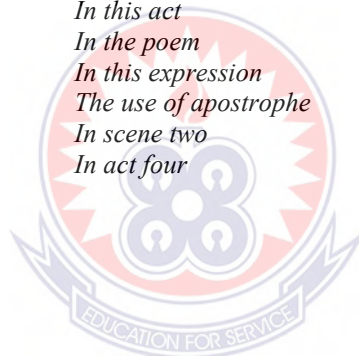 In this act
In the poem
In this expression
The use of apostrophe
In scene two
In act four
EDUCATION FOR SERVICE